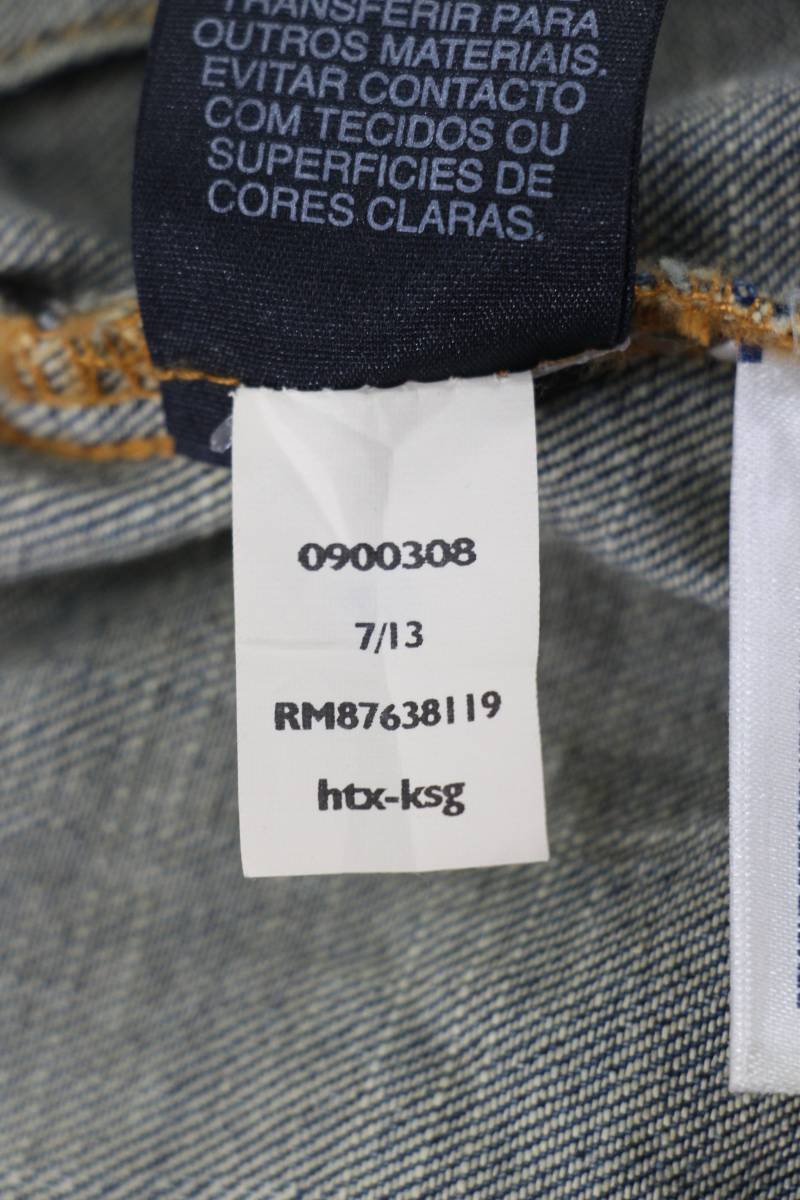 TRANSFERIR PARA
OUTROS MATERIAIS.
EVITAR CONTACTO
COM TECIDOS OU
SUPERFICIES DE
CORES CLARAS.
0900308
7/13
RM87638119
htx-ksg